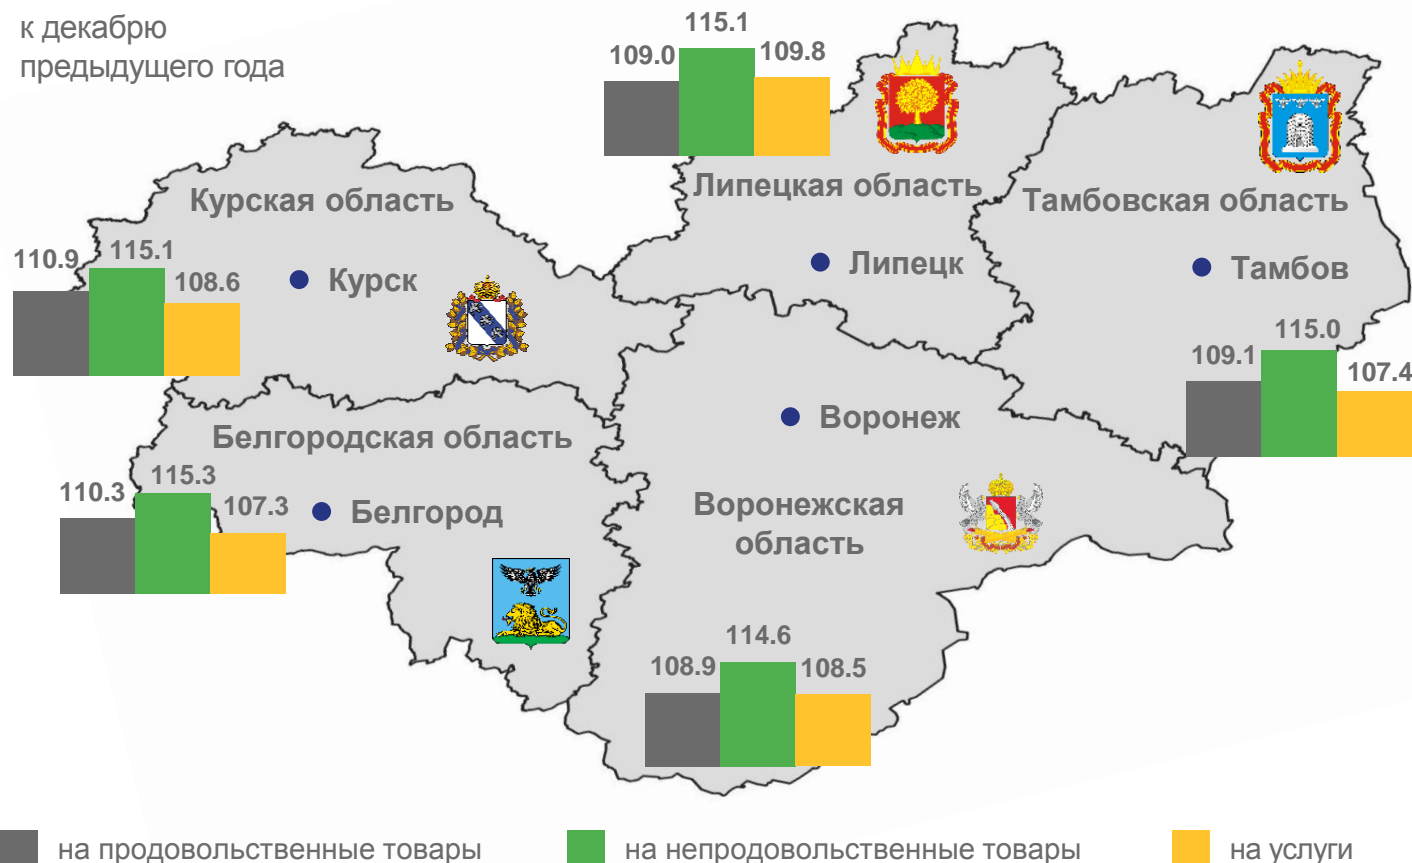 к декабрю
предыдущего года
115.1
109.0
109.8
Липецкая область
Липецк
Тамбовская область
Тамбов
115.0
109.1
107.4
Курская область
115.1
110.9
108.6
Курск
Белгородская область
115.3
110.3
107.3
Белгород
Воронеж
Воронежская
область
114.6
108.9
108.5
на продовольственные товары
на непродовольственные товары
на услуги